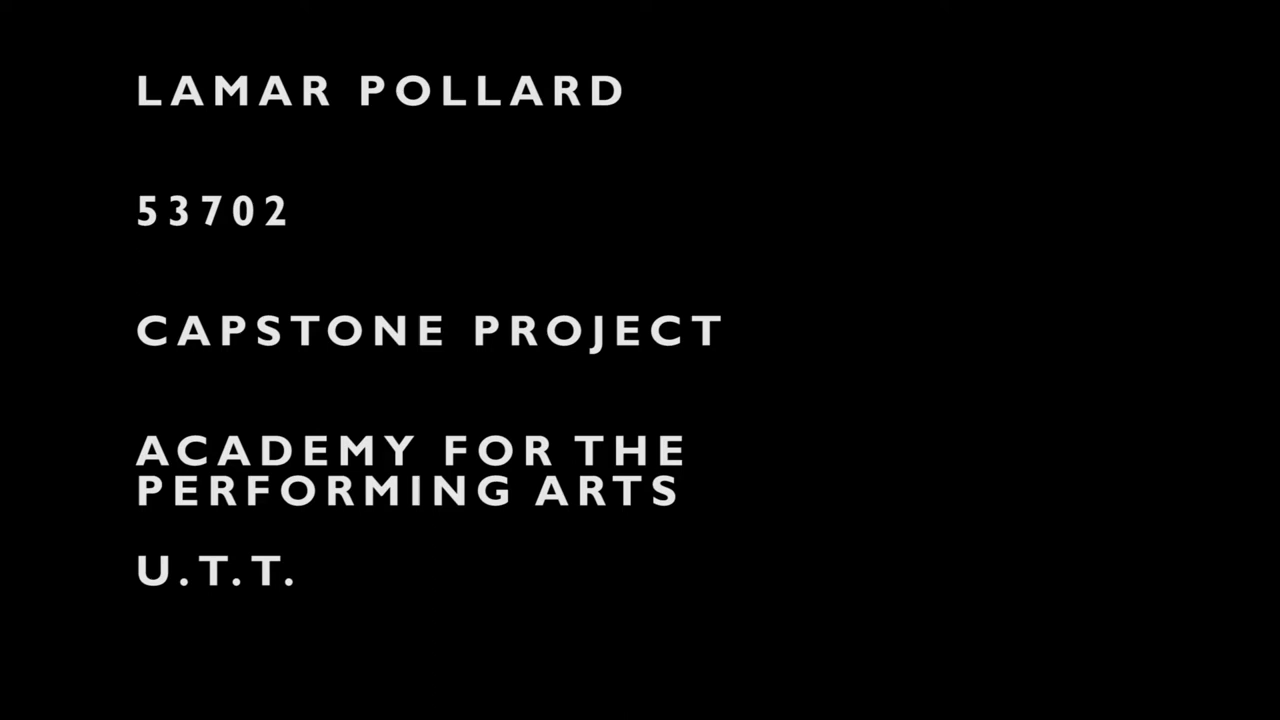 LAMAR POLLARD
53702
CAPSTONE PROJECT
ACADEMY FOR THE
PERFORMING ARTS
U.T.T.